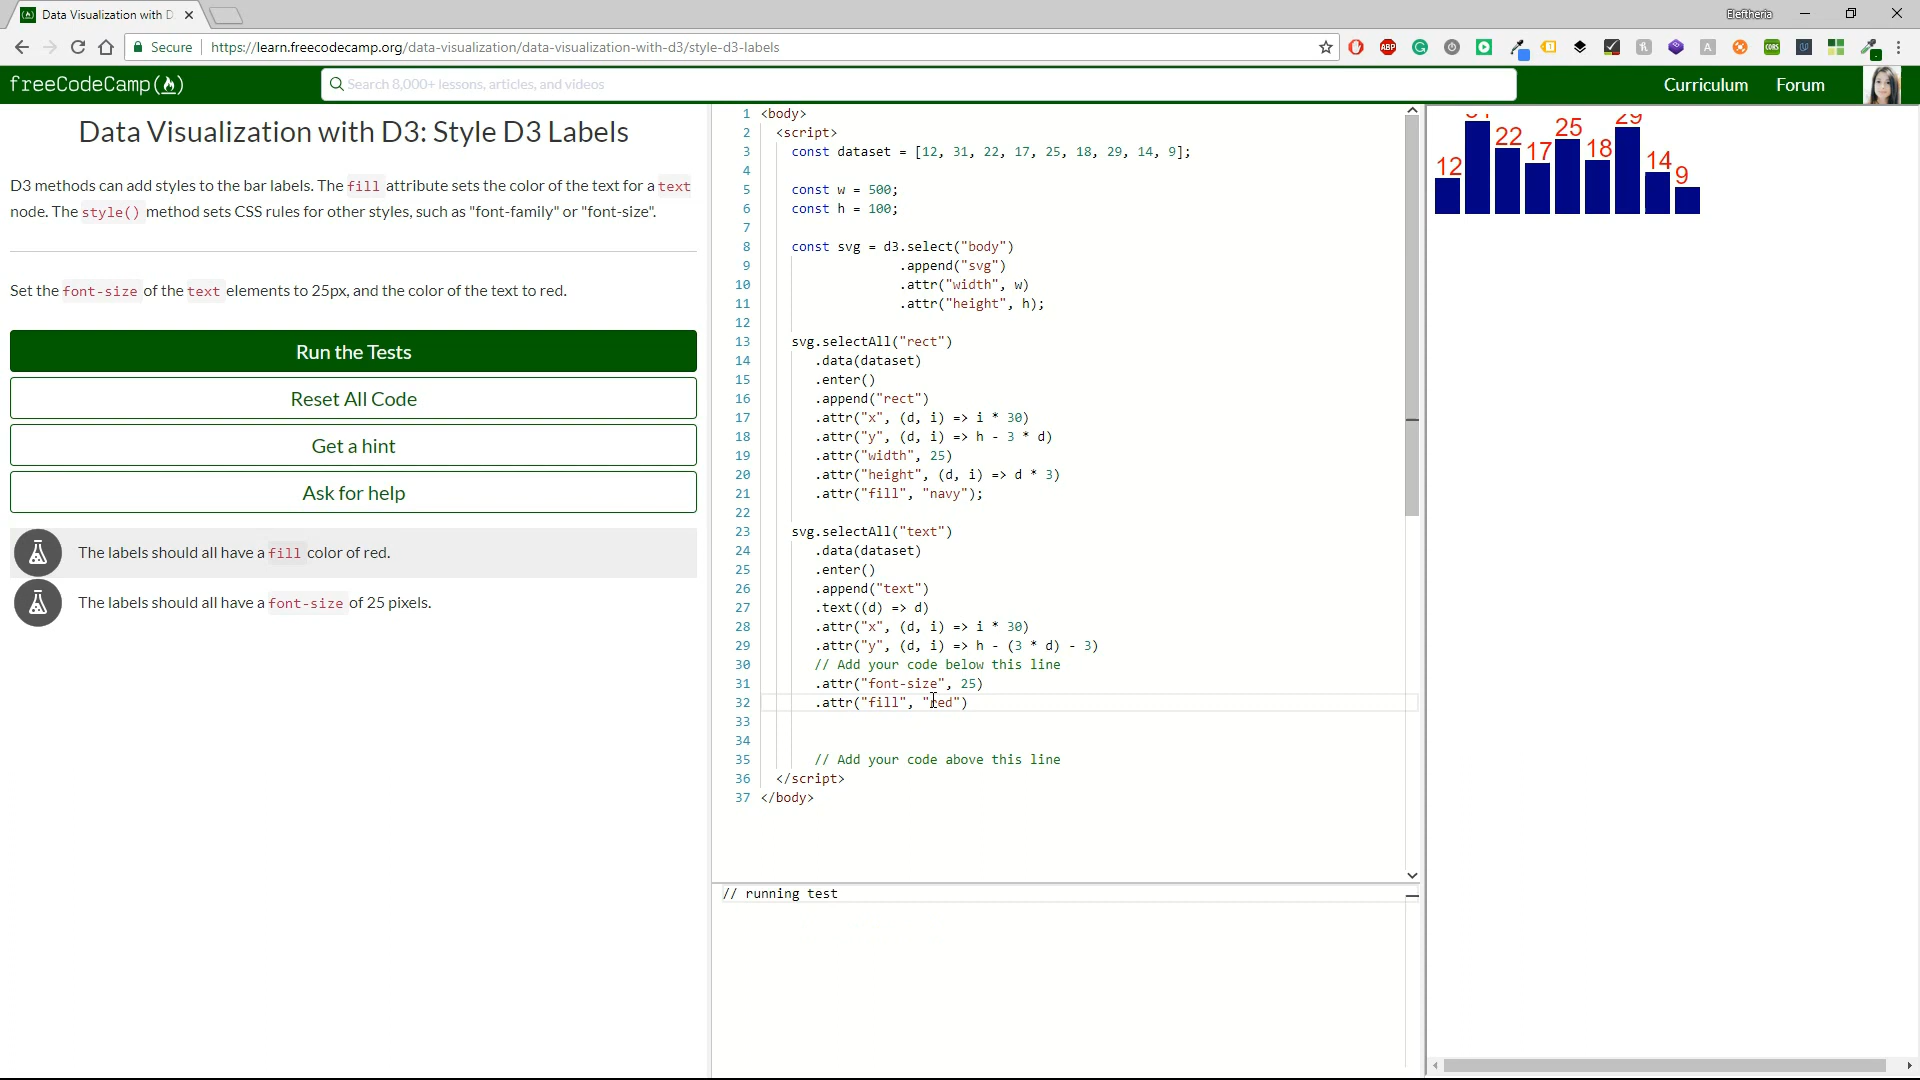 Data Visualization with D
Eleftheria
Secure
https://learn.freecodecamp.org/data-visualization/data-visualization-with-d3/style-d3-labels
ABP
CORS
freeCodeCamp
Search 8,000+ lessons, articles, and videos
Curriculum
Forum
Data Visualization with D3: Style D3 Labels
D3 methods can add styles to the bar labels. The fill attribute sets the color of the text for a text
node. The style() method sets CSS rules for other styles, such as "font-family" or "font-size".
Set the font-size of the text elements to 25px, and the color of the text to red.
Run the Tests
Reset All Code
Get a hint
Ask for help
The labels should all have a fill color of red.
The labels should all have a font-size of 25 pixels.
1 <body>
2 <script>
3 const dataset = [12, 31, 22, 17, 25, 18, 29, 14, 9];
4
5 const w = 500;
6 const h = 100;
7
8 const svg = d3.select("body")
9 .append("svg")
10 .attr("width", w)
11 .attr("height", h);
12
13 svg.selectAll("rect")
14 .data(dataset)
15 .enter()
16 .append("rect")
17 .attr("x", (d, i) => i * 30)
18 .attr("y", (d, i) => h - 3 * d)
19 .attr("width", 25)
20 .attr("height", (d, i) => d * 3)
21 .attr("fill", "navy");
22
23 svg.selectAll("text")
24 .data(dataset)
25 .enter()
26 .append("text")
27 .text((d) => d)
28 .attr("x", (d, i) => i * 30)
29 .attr("y", (d, i) => h - (3 * d) - 3)
30 // Add your code below this line
31 .attr("font-size", 25)
32 .attr("fill", "red")
33
34
35 // Add your code above this line
36 </script>
37 </body>
// running test
12
22
17
25
18
29
14
9